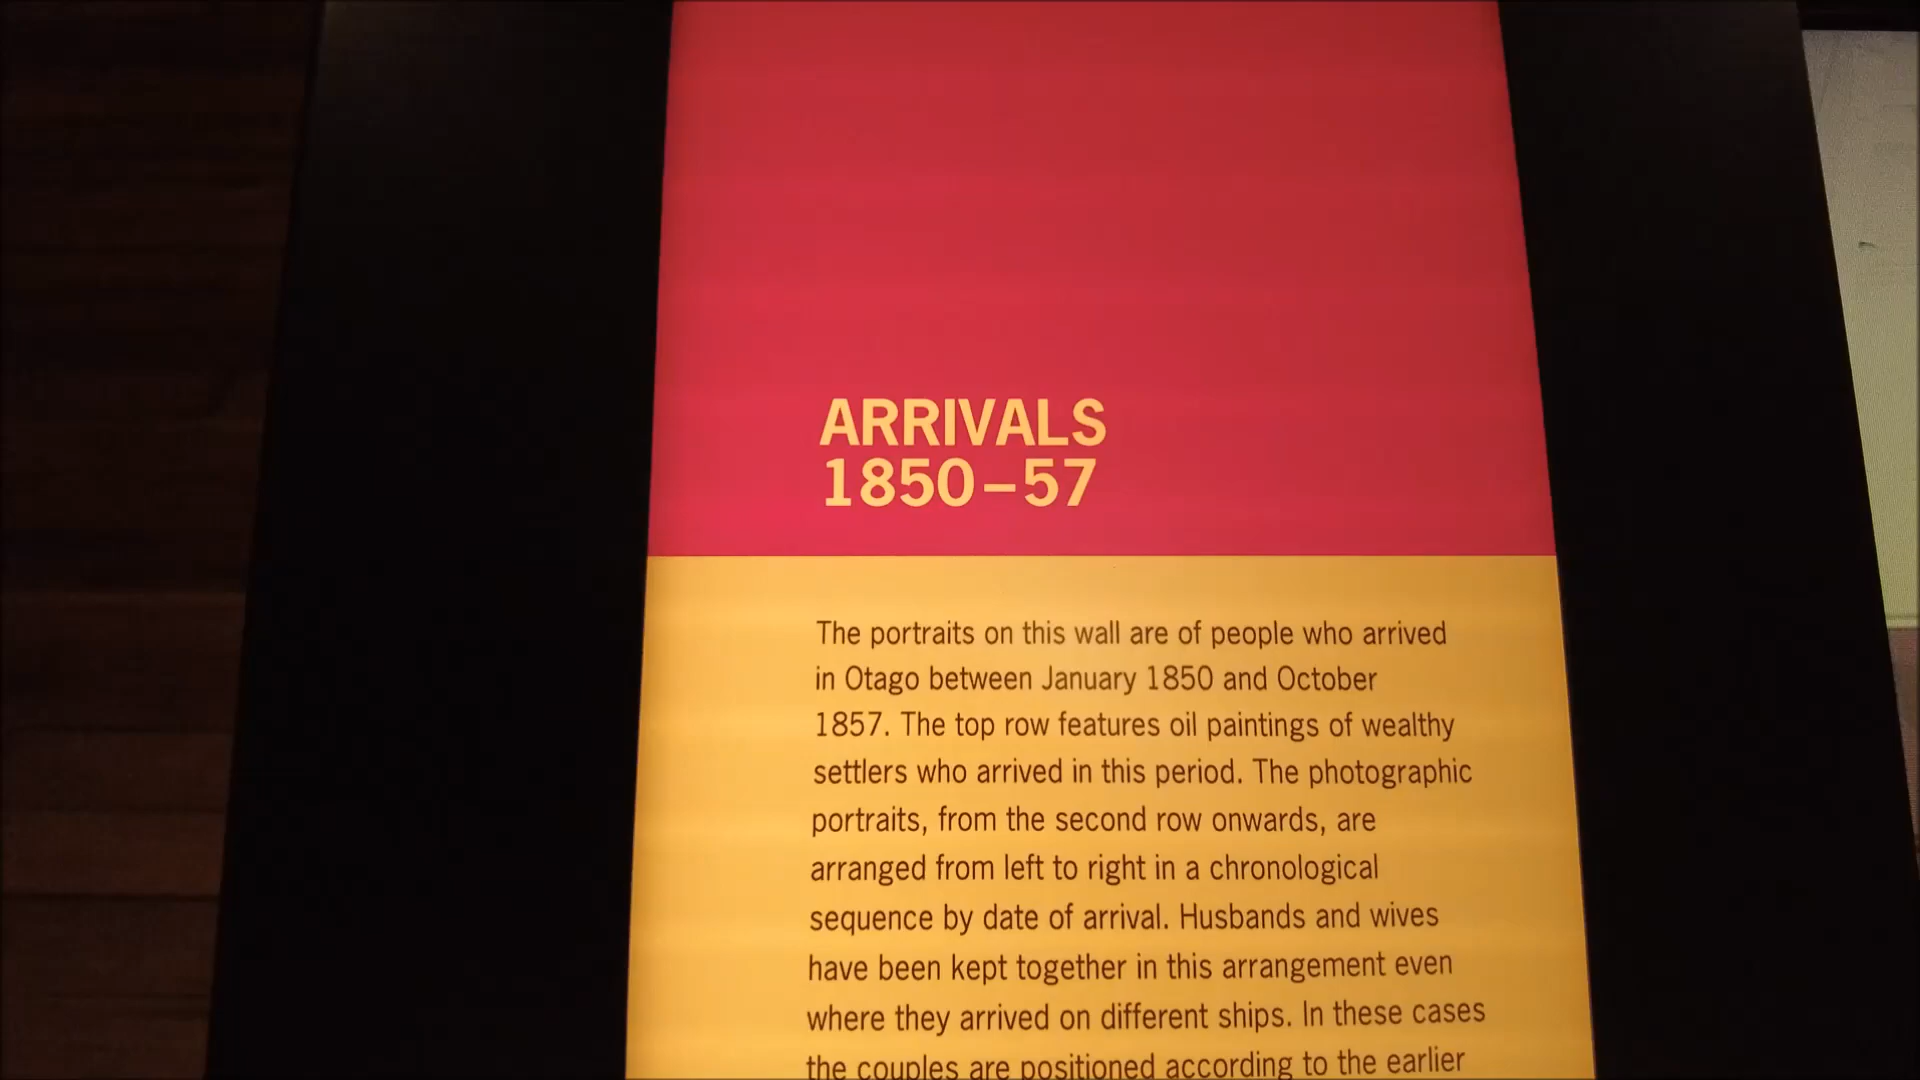 ARRIVALS
1850–57
The portraits on this wall are of people who arrived
in Otago between January 1850 and October
1857. The top row features oil paintings of wealthy
settlers who arrived in this period. The photographic
portraits, from the second row onwards, are
arranged from left to right in a chronological
sequence by date of arrival. Husbands and wives
have been kept together in this arrangement even
where they arrived on different ships. In these cases
the couples are positioned according to the earlier